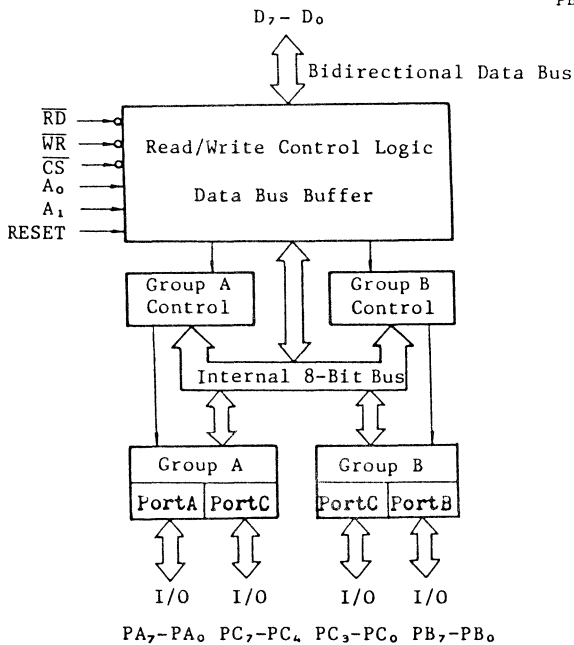 PB
D₇- D₀
Bidirectional Data Bus
RD
WR
CS
A₀
A₁
RESET
Read/Write Control Logic
Data Bus Buffer
Group A
Control
Group B
Control
Internal 8-Bit Bus
Group A
PortA PortC
Group B
PortC PortB
I/O I/O I/O I/O
PA₇-PA₀ PC₇-PC₄ PC₃-PC₀ PB₇-PB₀